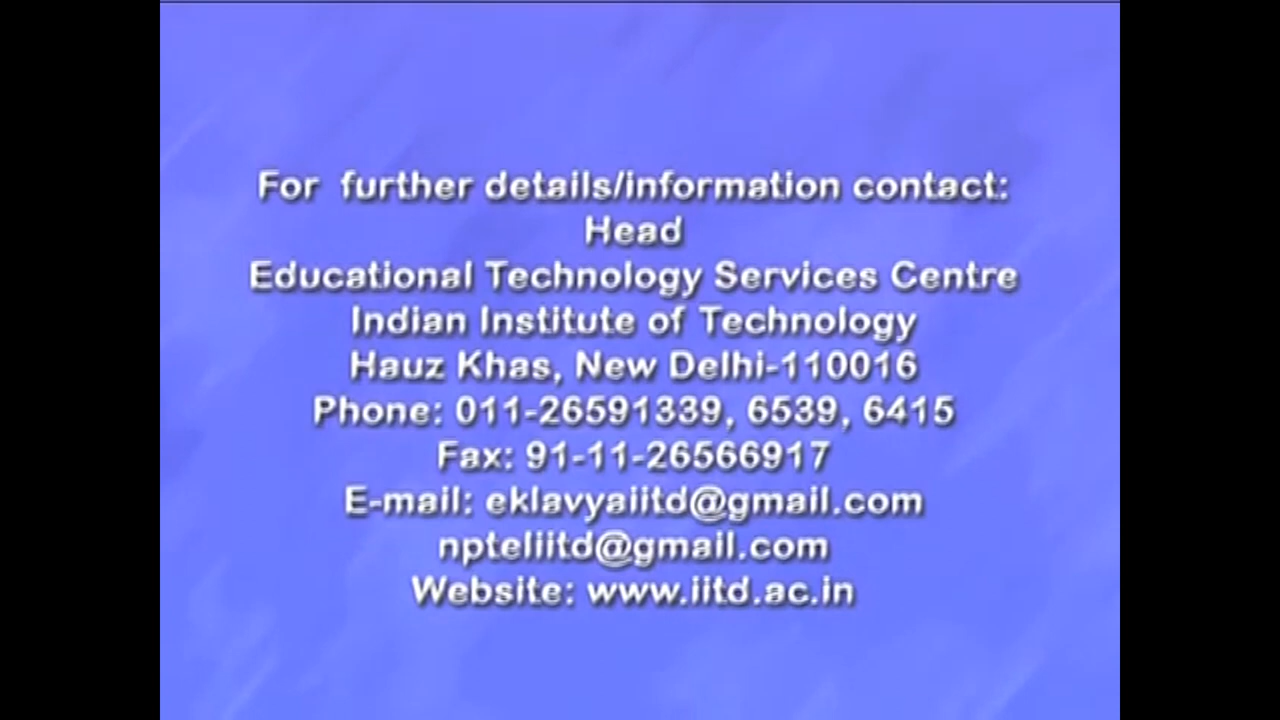 For further details/information contact:
Head
Educational Technology Services Centre
Indian Institute of Technology
Hauz Khas, New Delhi-110016
Phone: 011-26591339, 6539, 6415
Fax: 91-11-26566917
E-mail: eklavyaiitd@gmail.com
npteliitd@gmail.com
Website: www.iitd.ac.in